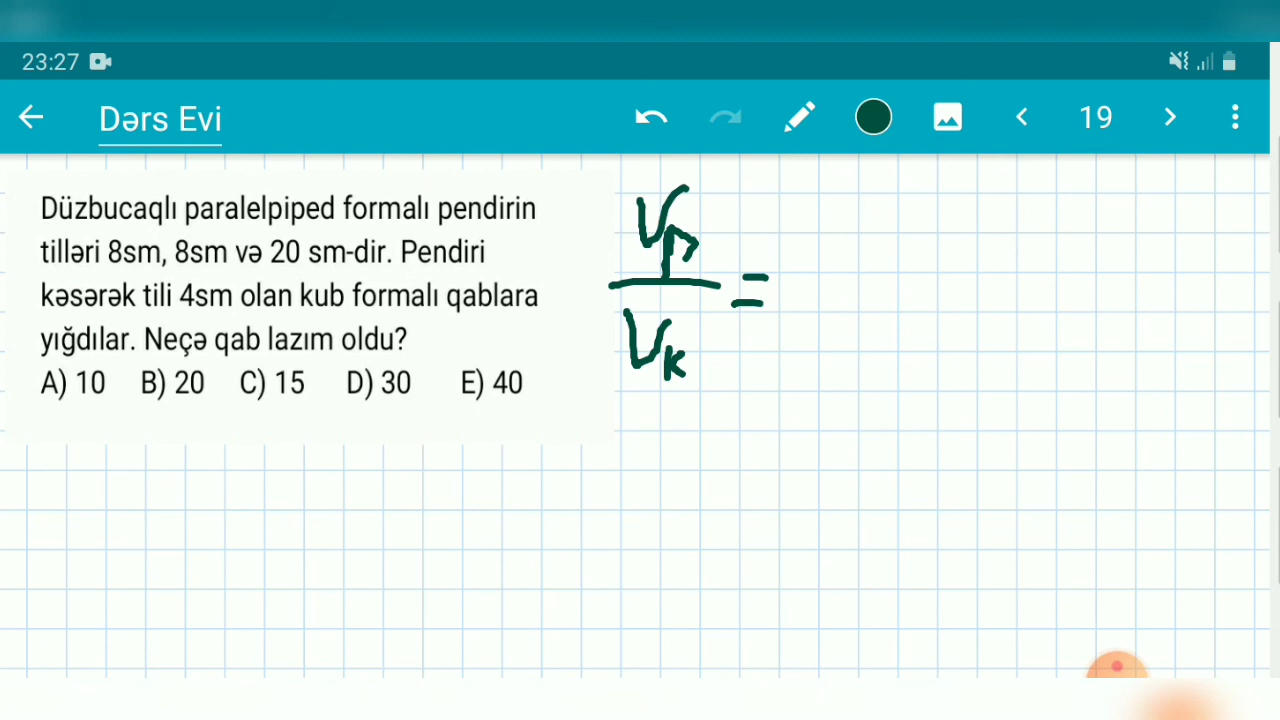 23:27
Dərs Evi
19
Düzbucaqlı paralelpiped formalı pendirin
tilləri 8sm, 8sm və 20 sm-dir. Pendiri
kəsərək tili 4sm olan kub formalı qablara
yığdılar. Neçə qab lazım oldu?
A) 10 B) 20 C) 15 D) 30 E) 40
Vp
=
Vk